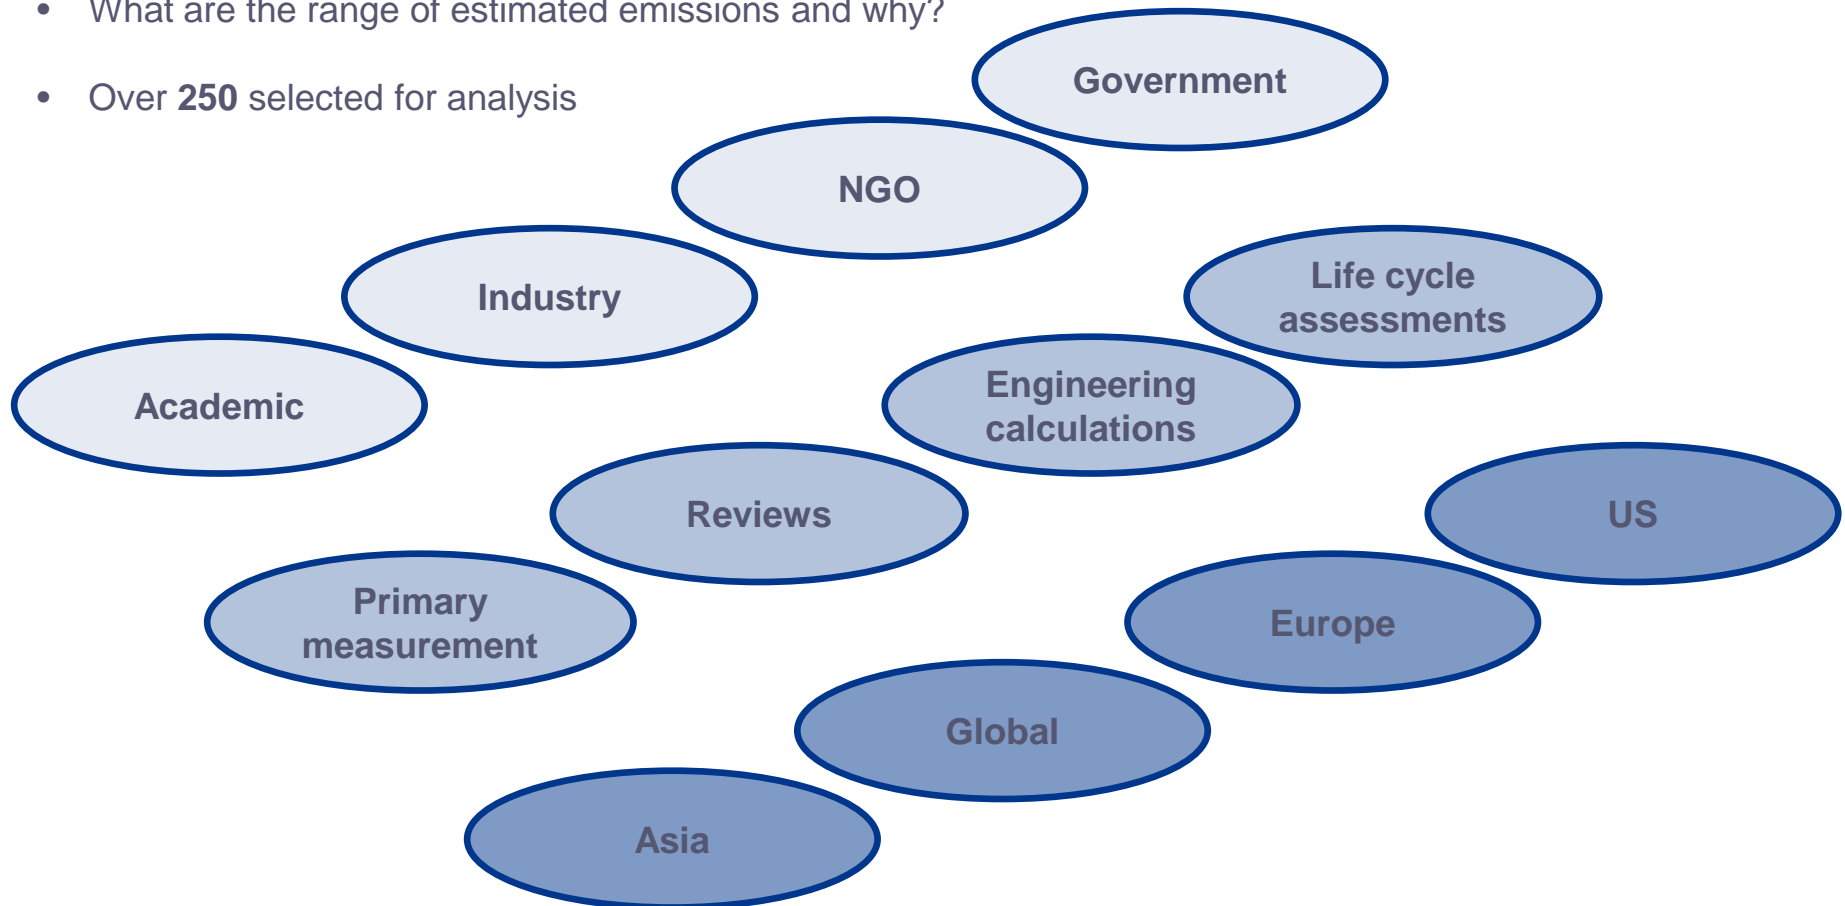 • What are the range of estimated emissions and why?
• Over 250 selected for analysis
Government
NGO
Industry
Academic
Life cycle
assessments
Engineering
calculations
Reviews
Primary
measurement
US
Europe
Global
Asia